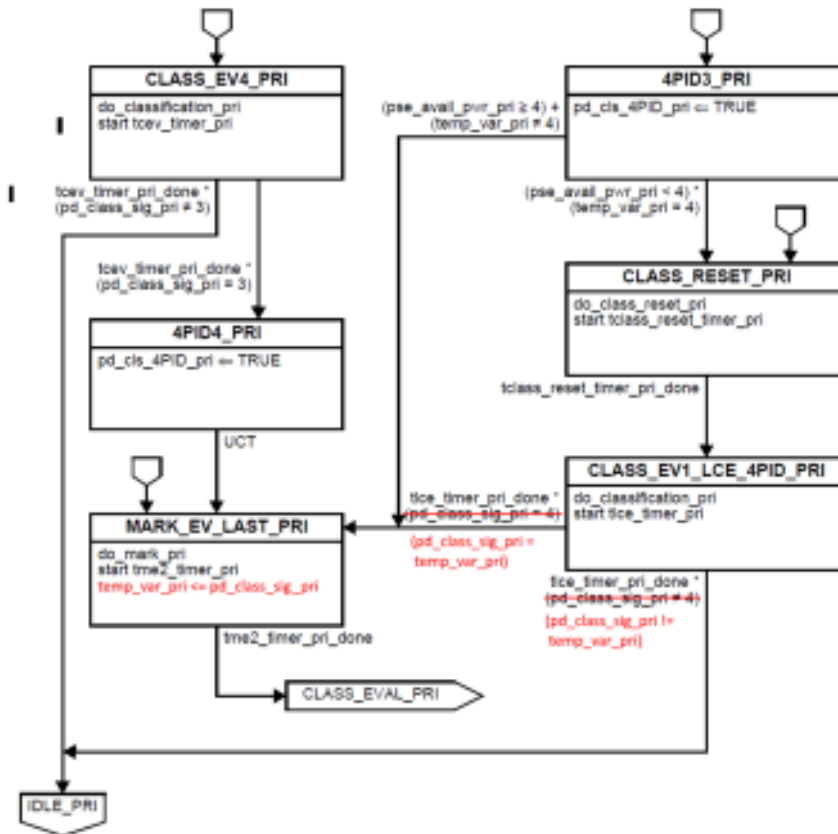 CLASS_EV4_PRI
do_classification_pri
start tcev_timer_pri
tcev_timer_pri_done *
(pd_class_sig_pri ≠ 3)
tcev_timer_pri_done *
(pd_class_sig_pri = 3)
4PID4_PRI
pd_cls_4PID_pri ⇐ TRUE
UCT
MARK_EV_LAST_PRI
do_mark_pri
start tme2_timer_pri
temp_var_pri <= pd_class_sig_pri
tme2_timer_pri_done
CLASS_EVAL_PRI
IDLE_PRI
4PID3_PRI
pd_cls_4PID_pri ⇐ TRUE
(pse_avail_pwr_pri ≥ 4) +
(temp_var_pri ≠ 4)
(pse_avail_pwr_pri < 4) *
(temp_var_pri = 4)
CLASS_RESET_PRI
do_class_reset_pri
start tclass_reset_timer_pri
tclass_reset_timer_pri_done
CLASS_EV1_LCE_4PID_PRI
do_classification_pri
start tlce_timer_pri
tlce_timer_pri_done *
(pd_class_sig_pri = 4)
(pd_class_sig_pri =
temp_var_pri)
tlce_timer_pri_done *
(pd_class_sig_pri ≠ 4)
(pd_class_sig_pri !=
temp_var_pri)